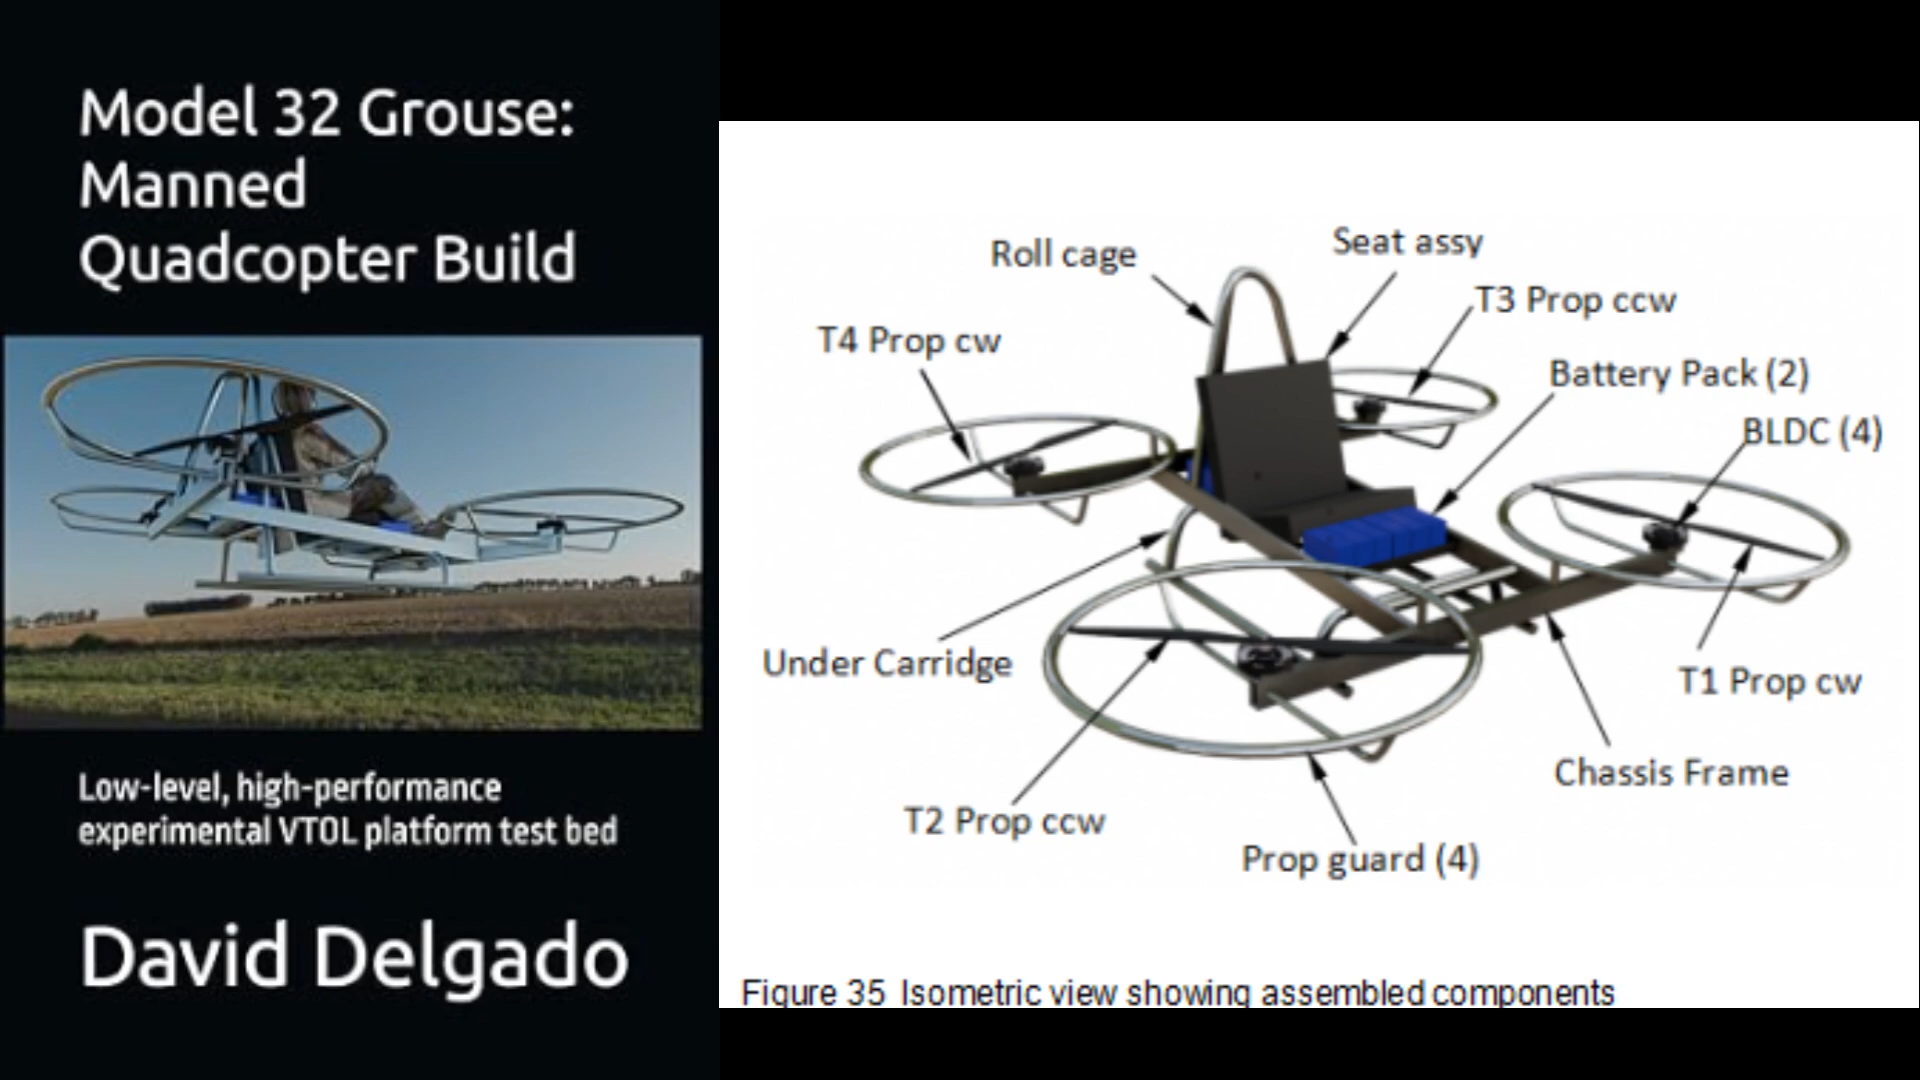 Model 32 Grouse:
Manned
Quadcopter Build
Low-level, high-performance
experimental VTOL platform test bed
David Delgado
Roll cage
Seat assy
T3 Prop ccw
T4 Prop cw
Battery Pack (2)
BLDC (4)
Under Carridge
T1 Prop cw
Chassis Frame
T2 Prop ccw
Prop guard (4)
Figure 35 Isometric view showing assembled components